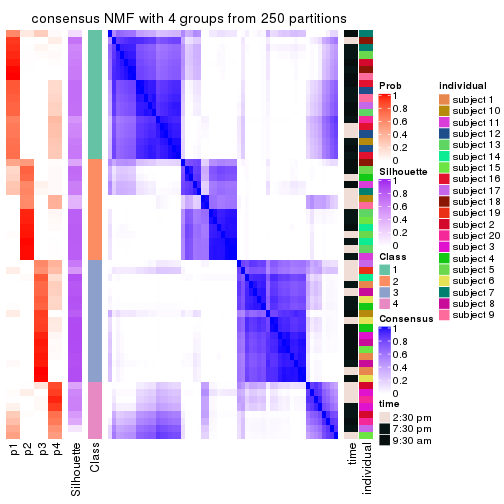 consensus NMF with 4 groups from 250 partitions
p1
p2
p3
p4
Silhouette
Class
time
individual
Prob
1
0.8
0.6
0.4
0.2
0
Silhouette
1
0.8
0.6
0.4
0.2
0
Class
1
2
3
4
Consensus
1
0.8
0.6
0.4
0.2
0
time
2:30 pm
7:30 pm
9:30 am
individual
subject 1
subject 10
subject 11
subject 12
subject 13
subject 14
subject 15
subject 16
subject 17
subject 18
subject 19
subject 2
subject 20
subject 3
subject 4
subject 5
subject 6
subject 7
subject 8
subject 9